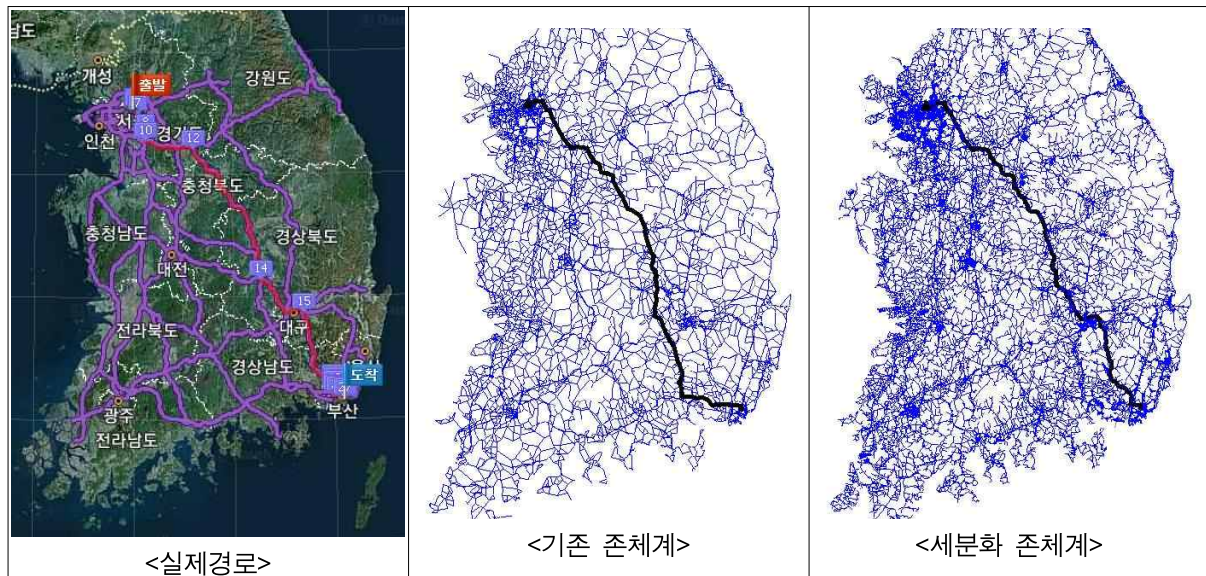 개성
출발
강원도
7
인천
10
경기도
12
충청북도
충청남도
경상북도
대전
14
15
대구
전라북도
경상남도
도착
부산
광주
전라남도
<실제경로>
<기존 존체계>
<세분화 존체계>